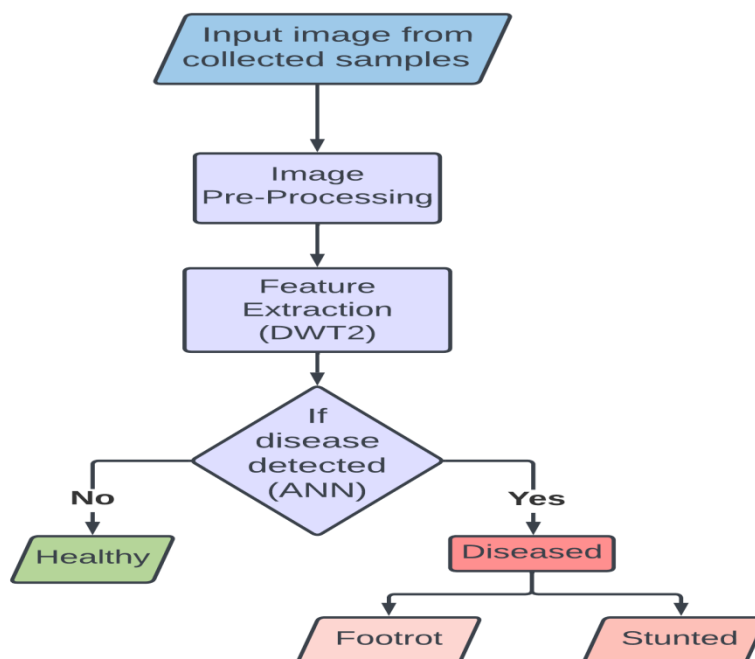 Input image from
collected samples
Image
Pre-Processing
Feature
Extraction
(DWT2)
If
disease
detected
(ANN)
No
Yes
Healthy
Diseased
Footrot
Stunted